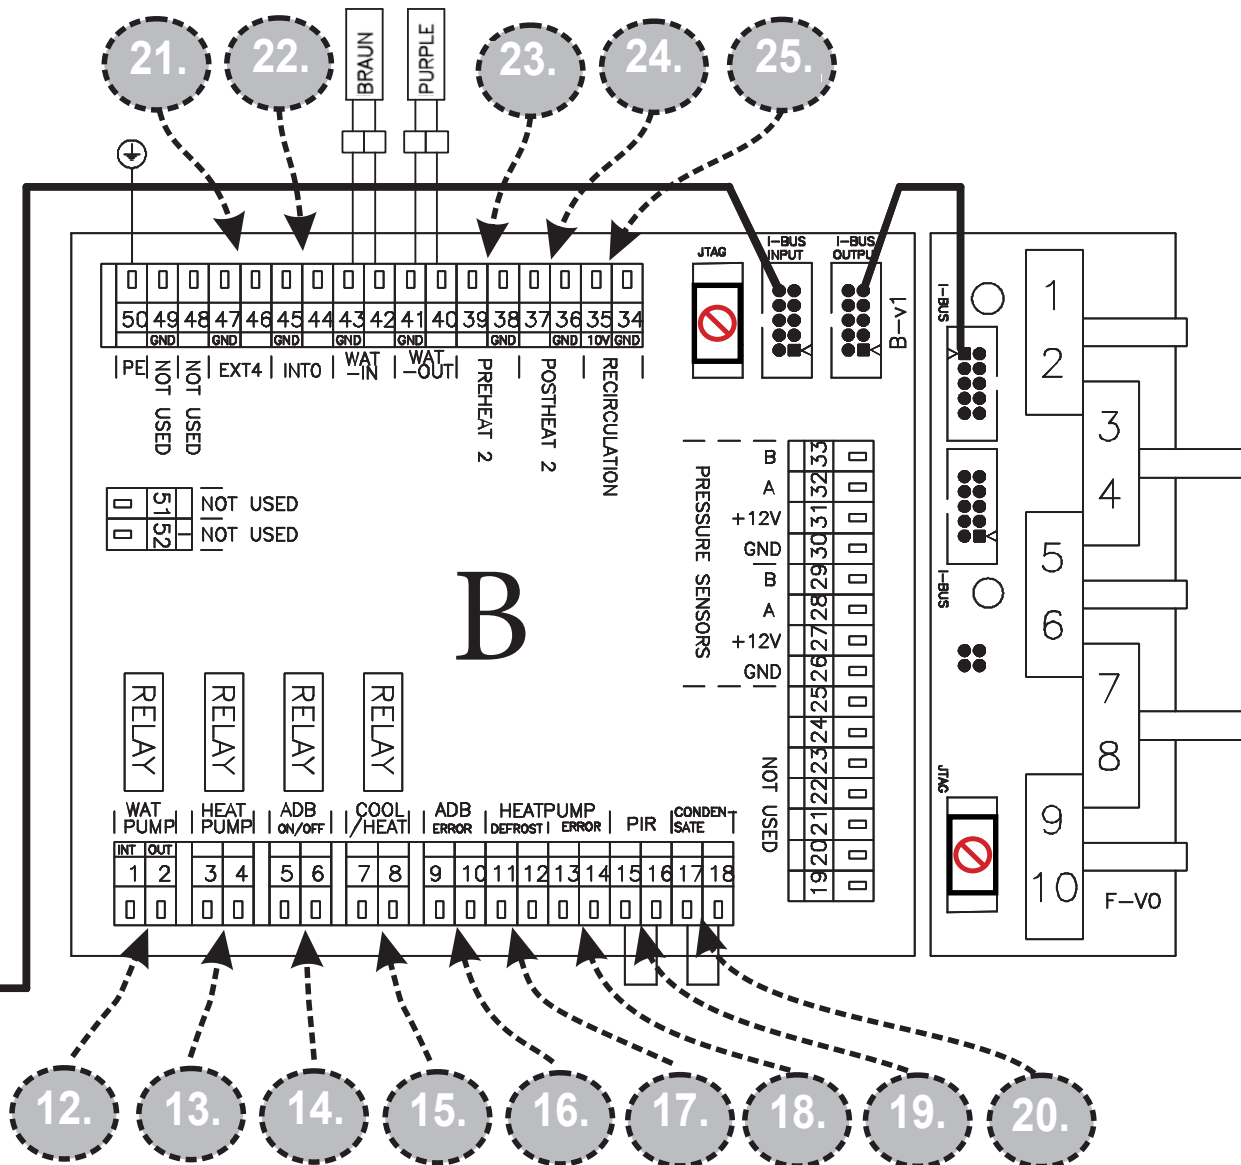 21.
22.
BRAUN
PURPLE
23.
24.
25.
JTAG
I-BUS
INPUT
I-BUS
OUTPUT
B-v1
50 49 48 47 46 45 44 43 42 41 40 39 38 37 36 35 34
GND GND GND GND GND GND GND 10V GND
PE
NOT USED
NOT USED
EXT4
INT0
WAT
-IN
WAT
-OUT
PREHEAT 2
POSTHEAT 2
RECIRCULATION
51 NOT USED
52 NOT USED
B
PRESSURE SENSORS
B 33
A 32
+12V 31
GND 30
B 29
A 28
+12V 27
GND 26
25
24
23
22
21
20
19
NOT USED
RELAY
RELAY
RELAY
RELAY
WAT
PUMP
HEAT
PUMP
ADB
ON/OFF
COOL
/HEAT
ADB
ERROR
HEATPUMP
DEFROST ERROR
PIR
CONDEN-
SATE
INT OUT
1 2 3 4 5 6 7 8 9 10 11 12 13 14 15 16 17 18
I-BUS
I-BUS
JTAG
1
2
3
4
5
6
7
8
9
10
F-V0
12.
13.
14.
15.
16.
17.
18.
19.
20.